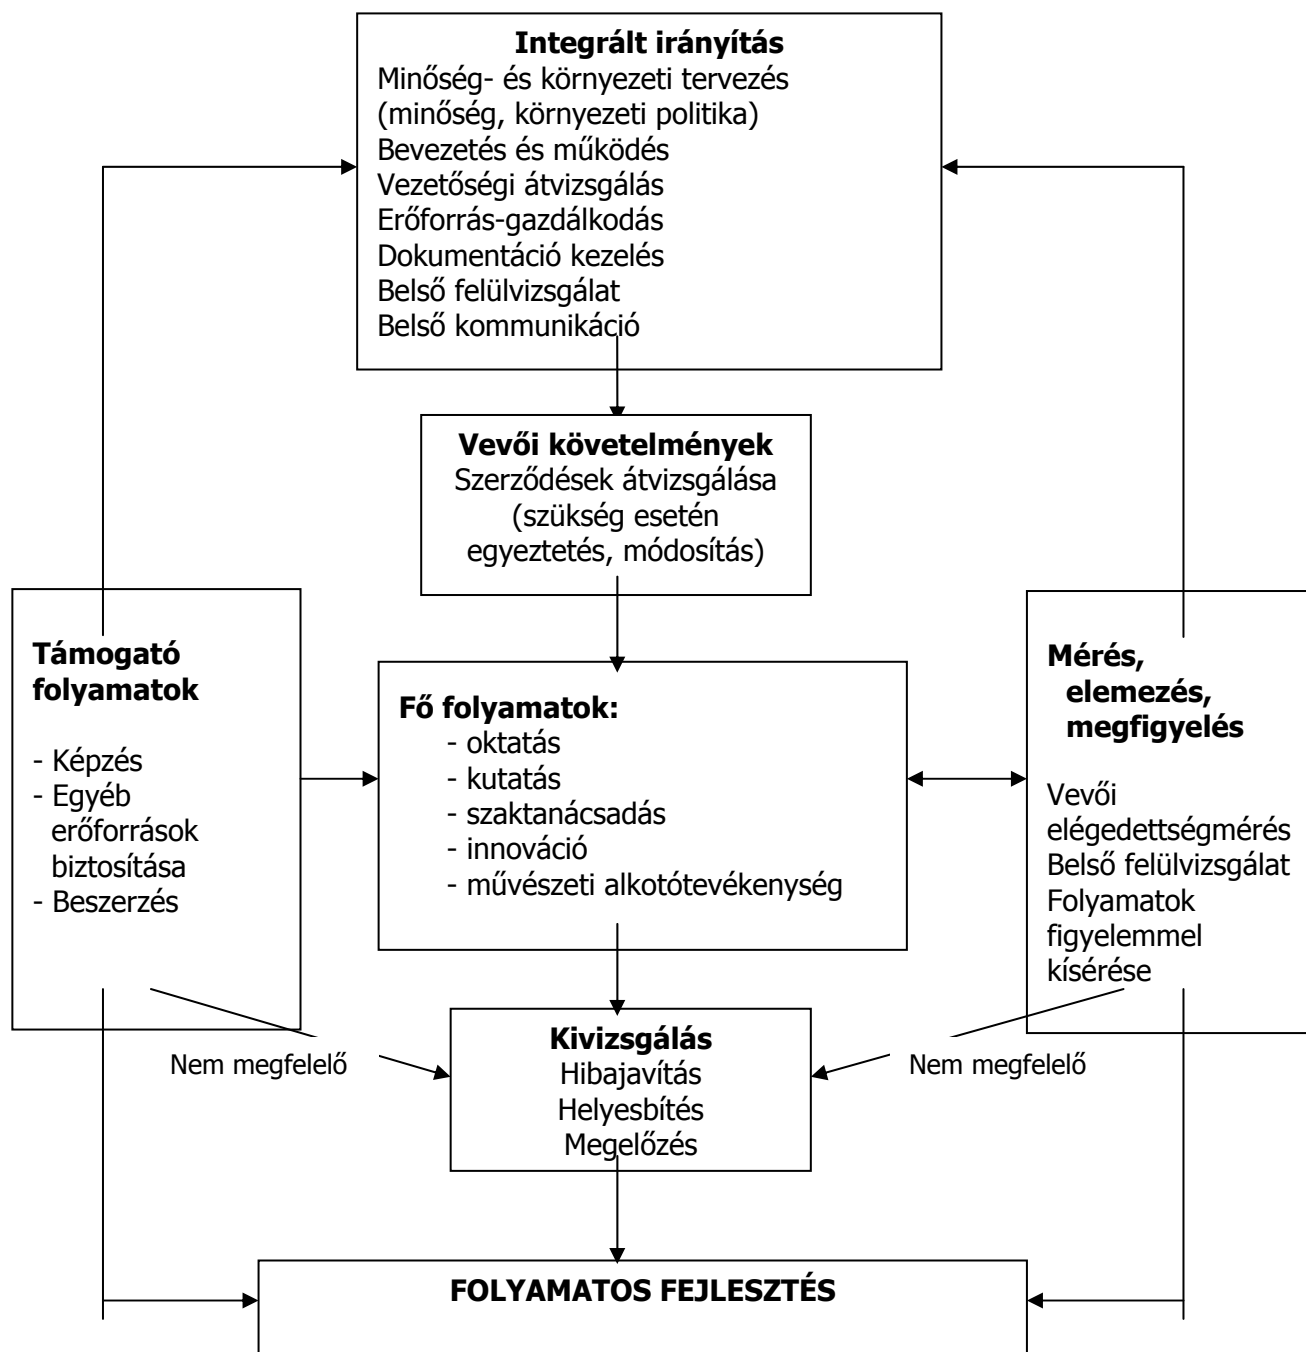 Integrált irányítás
Minőség- és környezeti tervezés
(minőség, környezeti politika)
Bevezetés és működés
Vezetőségi átvizsgálás
Erőforrás-gazdálkodás
Dokumentáció kezelés
Belső felülvizsgálat
Belső kommunikáció
Vevői követelmények
Szerződések átvizsgálása
(szükség esetén
egyeztetés, módosítás)
Támogató
folyamatok
- Képzés
- Egyéb
erőforrások
biztosítása
- Beszerzés
Fő folyamatok:
- oktatás
- kutatás
- szaktanácsadás
- innováció
- művészeti alkotótevékenység
Mérés,
elemezés,
megfigyelés
Vevői
elégedettségmérés
Belső felülvizsgálat
Folyamatok
figyelemmel
kísérése
Nem megfelelő
Kivizsgálás
Hibajavítás
Helyesbítés
Megelőzés
Nem megfelelő
FOLYAMATOS FEJLESZTÉS